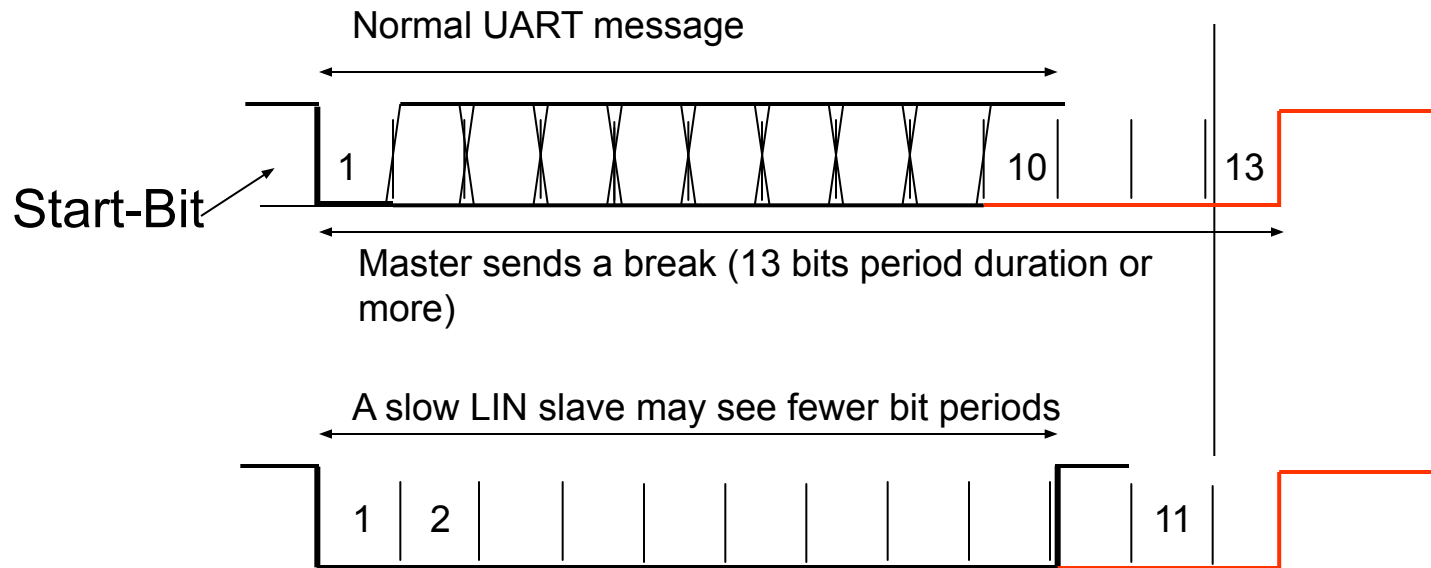 Normal UART message
1
10
13
Start-Bit
Master sends a break (13 bits period duration or
more)
A slow LIN slave may see fewer bit periods
1
2
11